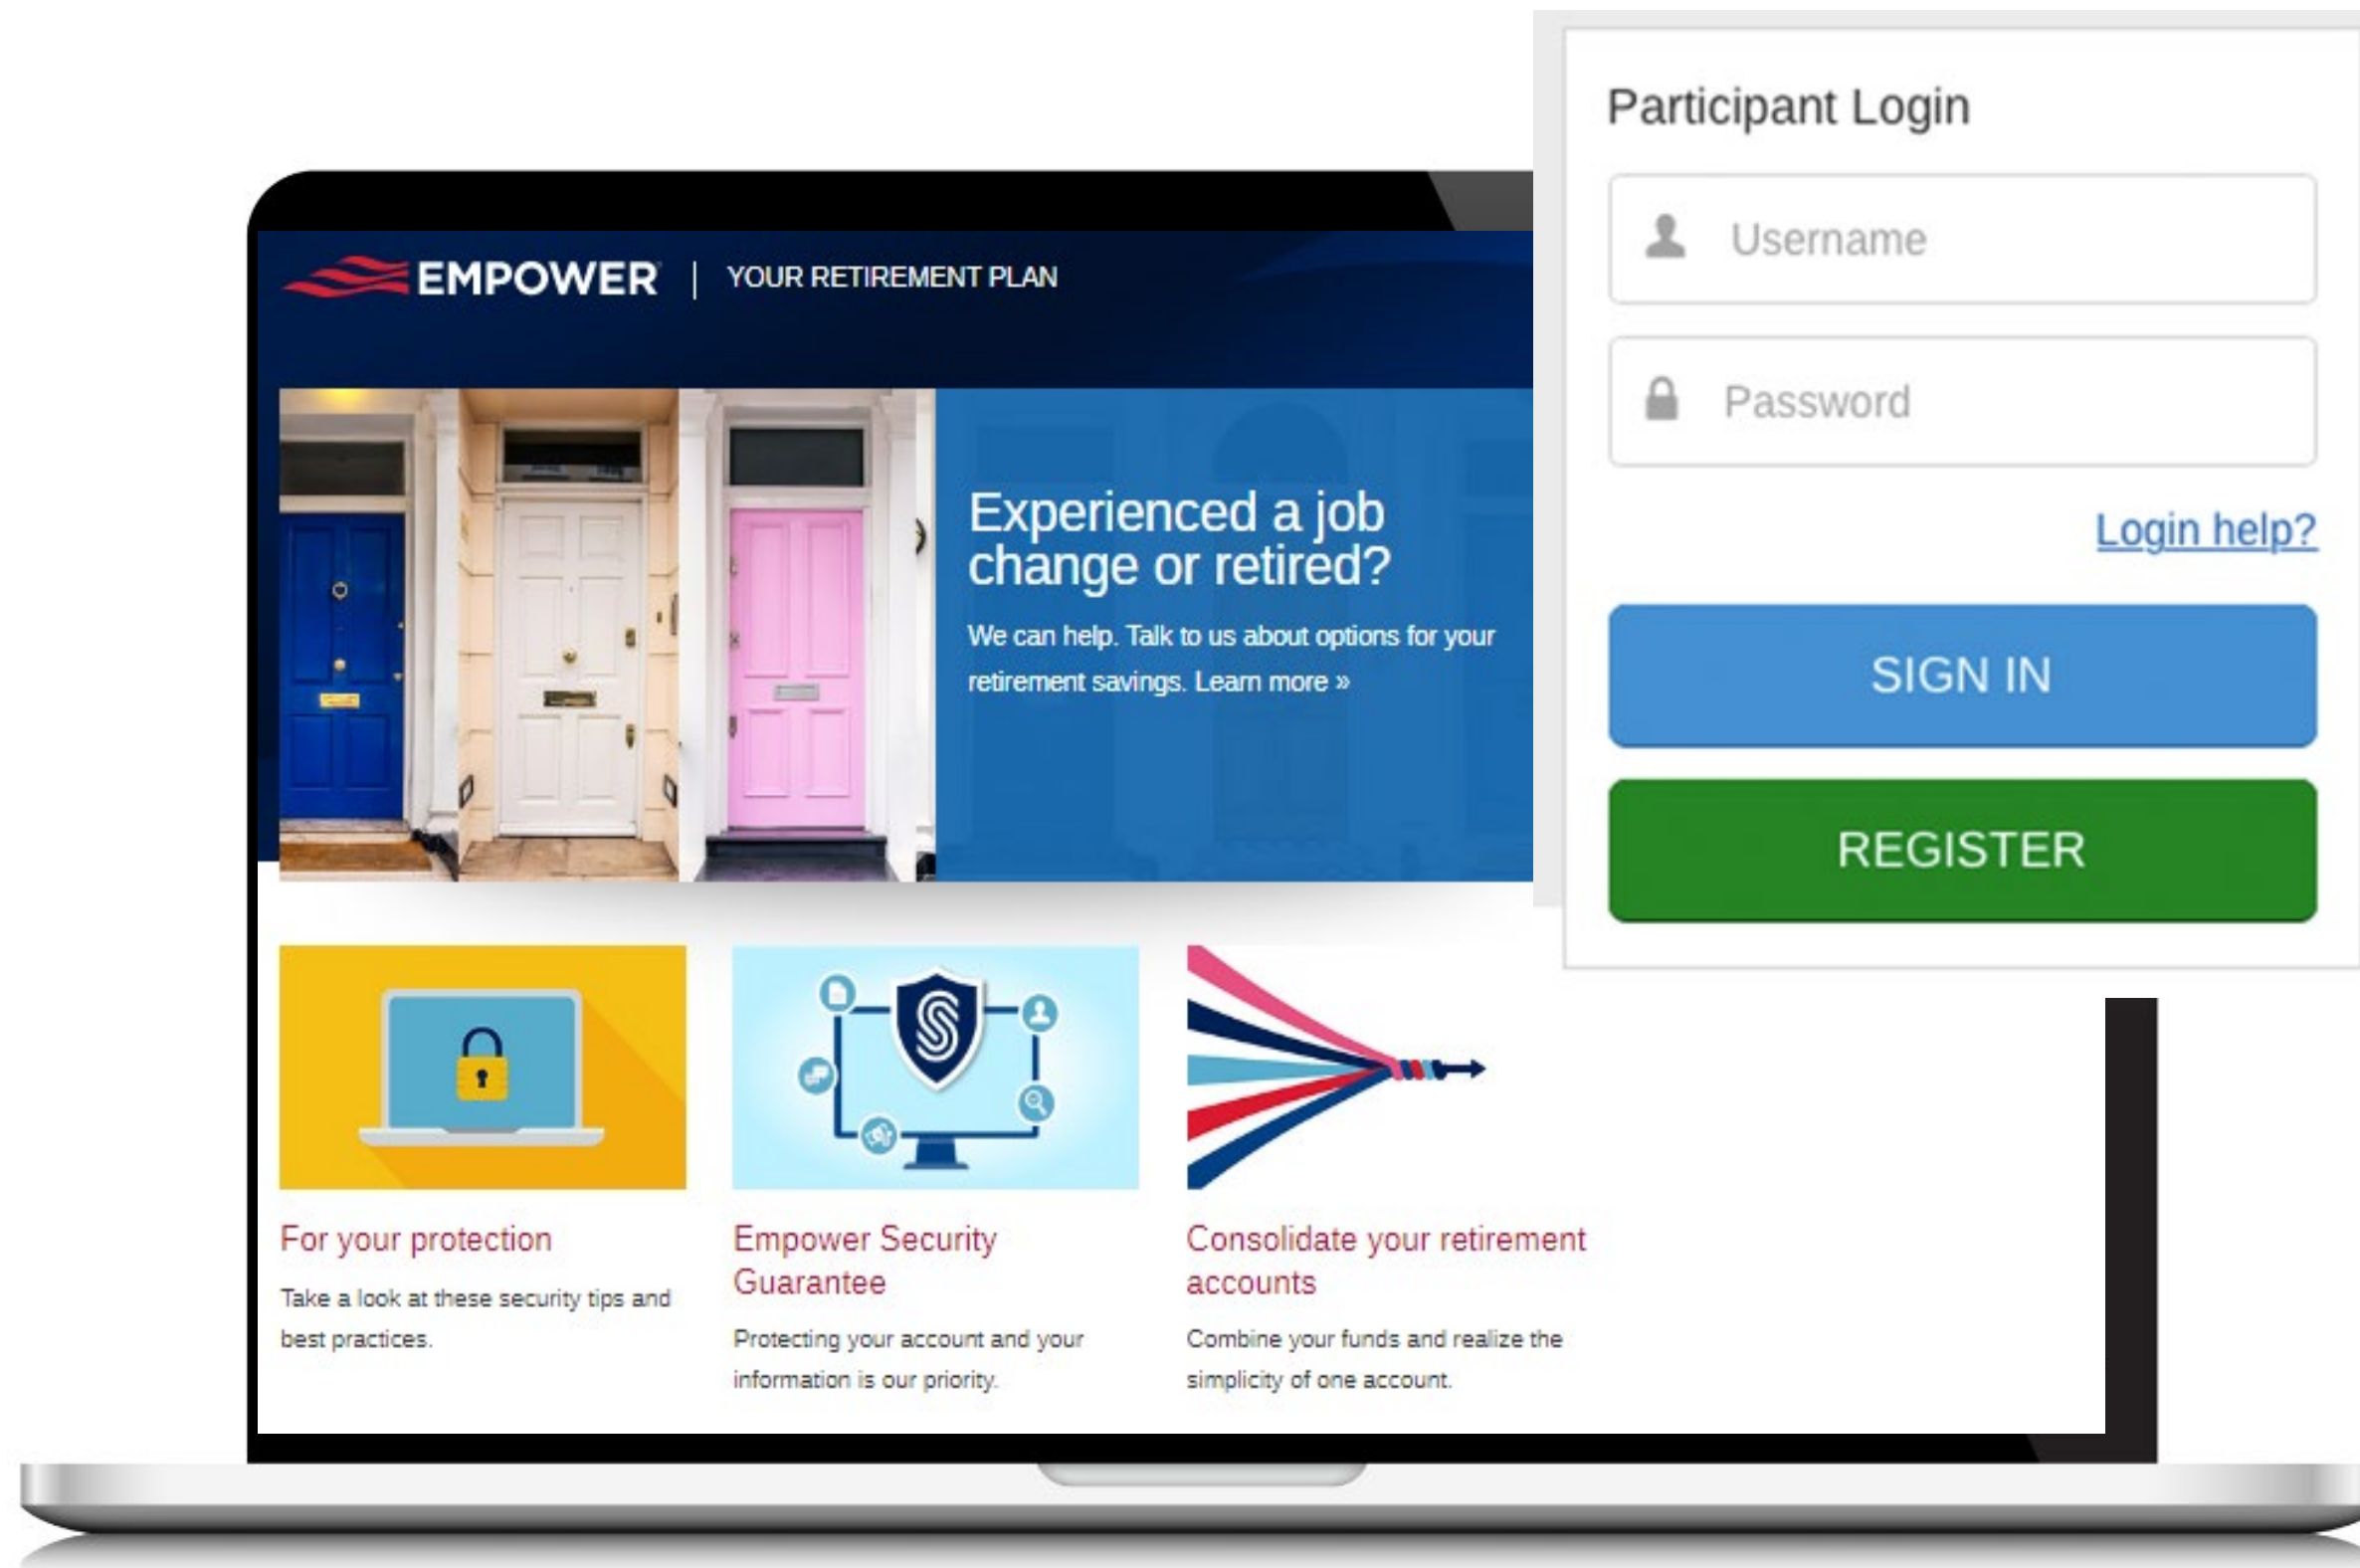 EMPOWER | YOUR RETIREMENT PLAN
Experienced a job
change or retired?
We can help. Talk to us about options for your
retirement savings. Learn more »
Participant Login
Username
Password
Login help?
SIGN IN
REGISTER
For your protection
Take a look at these security tips and
best practices.
Empower Security
Guarantee
Protecting your account and your
information is our priority.
Consolidate your retirement
accounts
Combine your funds and realize the
simplicity of one account.